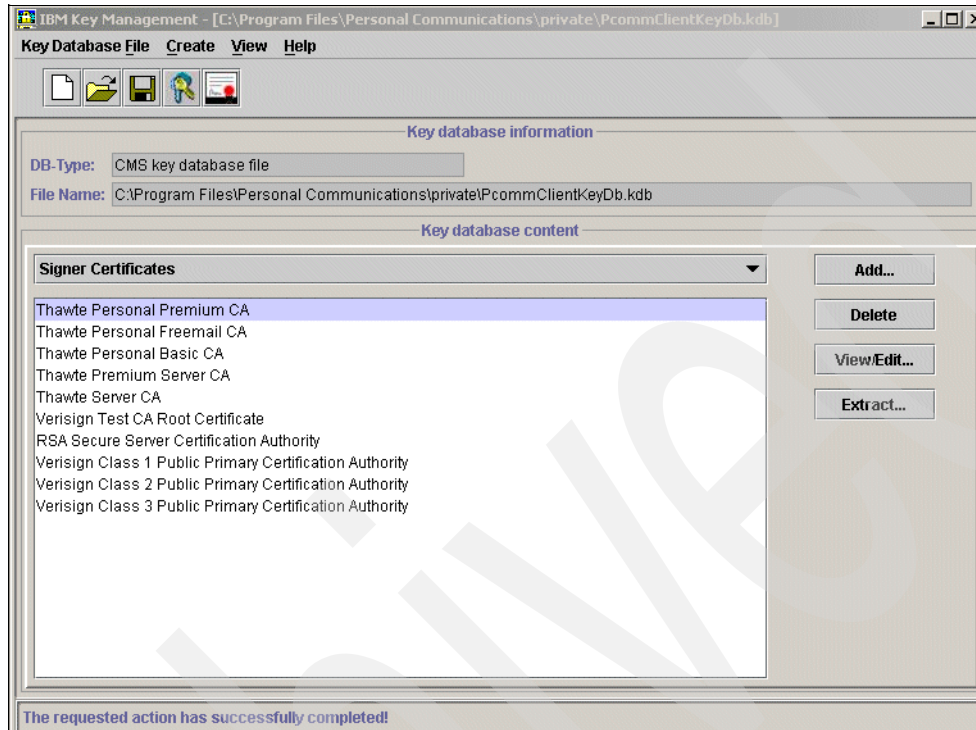 IBM Key Management - [C:\Program Files\Personal Communications\private\PcommClientKeyDb.kdb]
Key Database File Create View Help
Key database information
DB-Type: CMS key database file
File Name: C:\Program Files\Personal Communications\private\PcommClientKeyDb.kdb
Key database content
Signer Certificates
Add...
Thawte Personal Premium CA
Delete
Thawte Personal Freemail CA
Thawte Personal Basic CA
View/Edit...
Thawte Premium Server CA
Thawte Server CA
Extract...
Verisign Test CA Root Certificate
RSA Secure Server Certification Authority
Verisign Class 1 Public Primary Certification Authority
Verisign Class 2 Public Primary Certification Authority
Verisign Class 3 Public Primary Certification Authority
The requested action has successfully completed!